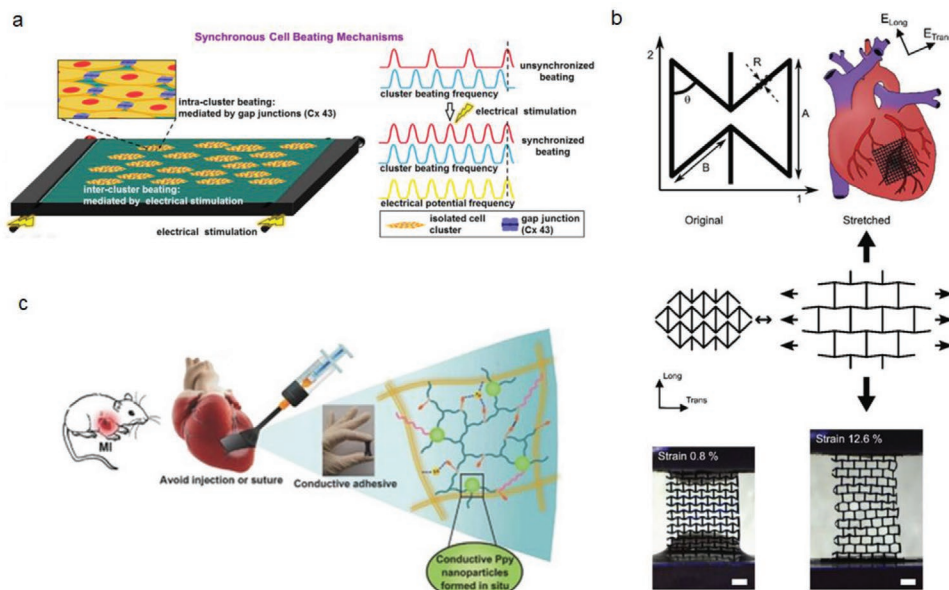 a
Synchronous Cell Beating Mechanisms
intra-cluster beating:
mediated by gap junctions (Cx 43)
inter-cluster beating:
mediated by electrical stimulation
electrical stimulation
unsynchronized
beating
cluster beating frequency
electrical stimulation
synchronized
beating
cluster beating frequency
electrical potential frequency
isolated cell
cluster
gap junction
(Cx 43)
b
2
R
θ
A
B
1
E Long
E Trans
Original
Stretched
Long
Trans
Strain 0.8 %
Strain 12.6 %
c
MI
Avoid injection or suture
Conductive adhesive
Conductive Ppy
nanoparticles
formed in situ